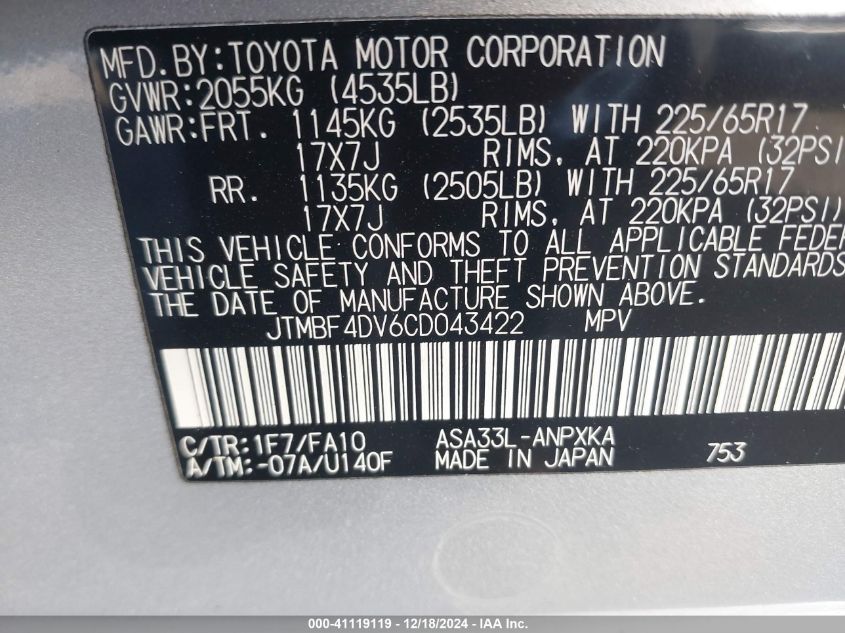 MFD. BY: TOYOTA MOTOR CORPORATION
GVWR: 2055KG (4535LB)
GAWR: FRT. 1145KG (2535LB) WITH 225/65R17
17X7J RIMS, AT 220KPA (32PSI
RR. 1135KG (2505LB) WITH 225/65R17
17X7J RIMS, AT 220KPA (32PSI)
THIS VEHICLE CONFORMS TO ALL APPLICABLE FEDER
VEHICLE SAFETY AND THEFT PREVENTION STANDARDS
THE DATE OF MANUFACTURE SHOWN ABOVE.
JTMBF4DV6CD043422 MPV
C/TR: 1F7/FA10 ASA33L-ANPXKA
A/TM: -07A/U140F MADE IN JAPAN 753
000-41119119 - 12/18/2024 - IAA Inc.